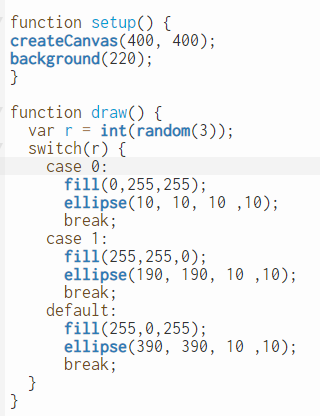 function setup() {
createCanvas(400, 400);
background(220);
}
function draw() {
var r = int(random(3));
switch(r) {
case 0:
fill(0,255,255);
ellipse(10, 10, 10 ,10);
break;
case 1:
fill(255,255,0);
ellipse(190, 190, 10 ,10);
break;
default:
fill(255,0,255);
ellipse(390, 390, 10 ,10);
break;
}
}